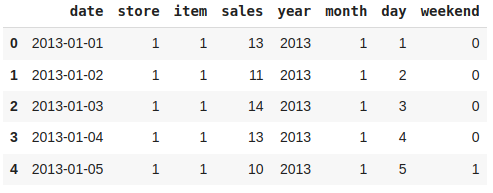 date store item sales year month day weekend
0 2013-01-01 1 1 13 2013 1 1 0
1 2013-01-02 1 1 11 2013 1 2 0
2 2013-01-03 1 1 14 2013 1 3 0
3 2013-01-04 1 1 13 2013 1 4 0
4 2013-01-05 1 1 10 2013 1 5 1